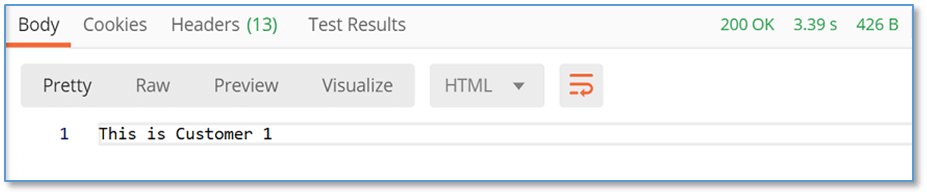 Body Cookies Headers (13) Test Results 200 OK 3.39 s 426 B
Pretty Raw Preview Visualize HTML
1 This is Customer 1